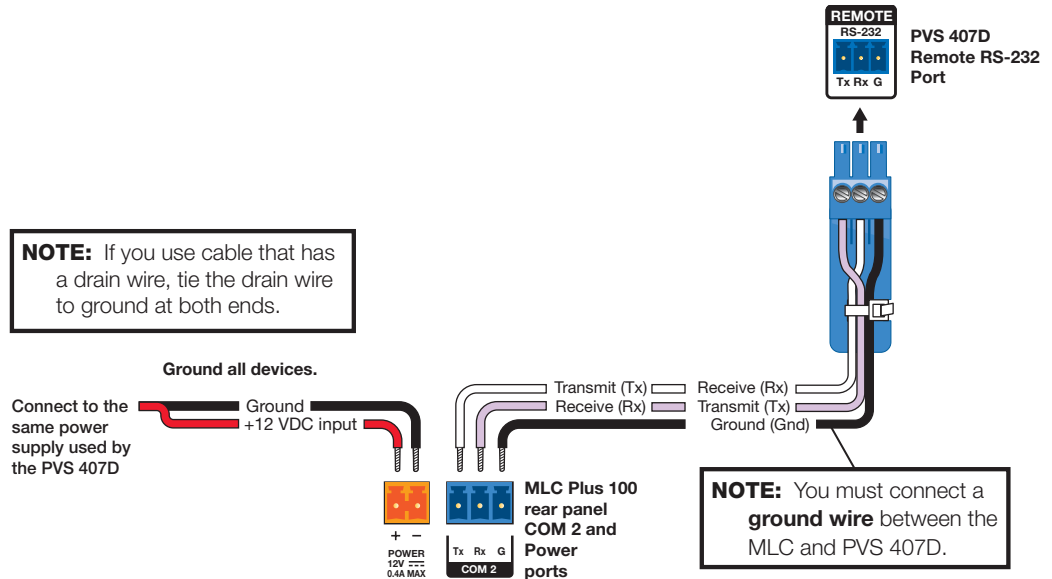 REMOTE
RS-232
Tx Rx G
PVS 407D
Remote RS-232
Port
NOTE: If you use cable that has
a drain wire, tie the drain wire
to ground at both ends.
Ground all devices.
Connect to the
same power
supply used by
the PVS 407D
Ground
+12 VDC input
Transmit (Tx) Receive (Rx)
Receive (Rx) Transmit (Tx)
Ground (Gnd)
+ −
POWER
12V
0.4A MAX
Tx Rx G
COM 2
MLC Plus 100
rear panel
COM 2 and
Power
ports
NOTE: You must connect a
ground wire between the
MLC and PVS 407D.